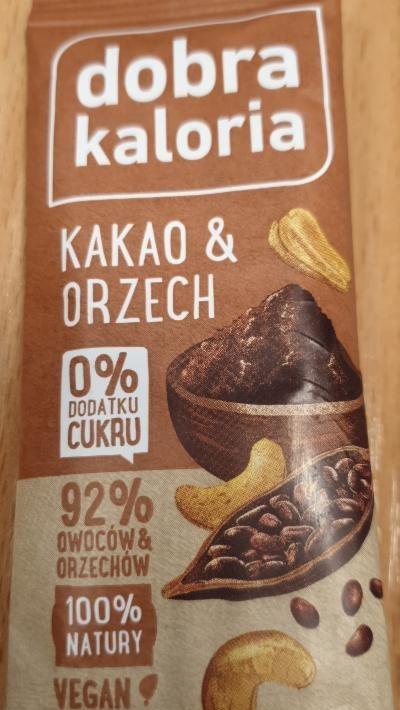 dobra
kaloria
KAKAO &
ORZECH
0%
DODATKU
CUKRU
92%
OWOCÓW &
ORZECHÓW
100%
NATURY
VEGAN